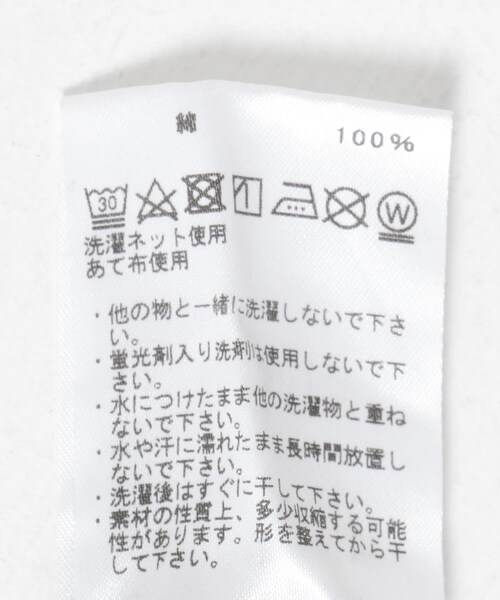 綿 100%
30
W
洗濯ネット使用
あて布使用
・他の物と一緒に洗濯しないで下さ
い。
・蛍光剤入り洗剤は使用しないで下
さい。
・水につけたまま他の洗濯物と重ね
ないで下さい。
・水や汗に濡れたまま長時間放置し
ないで下さい。
・洗濯後はすぐに干して下さい。
・素材の性質上、多少収縮する可能
性があります。形を整えてから干
して下さい。